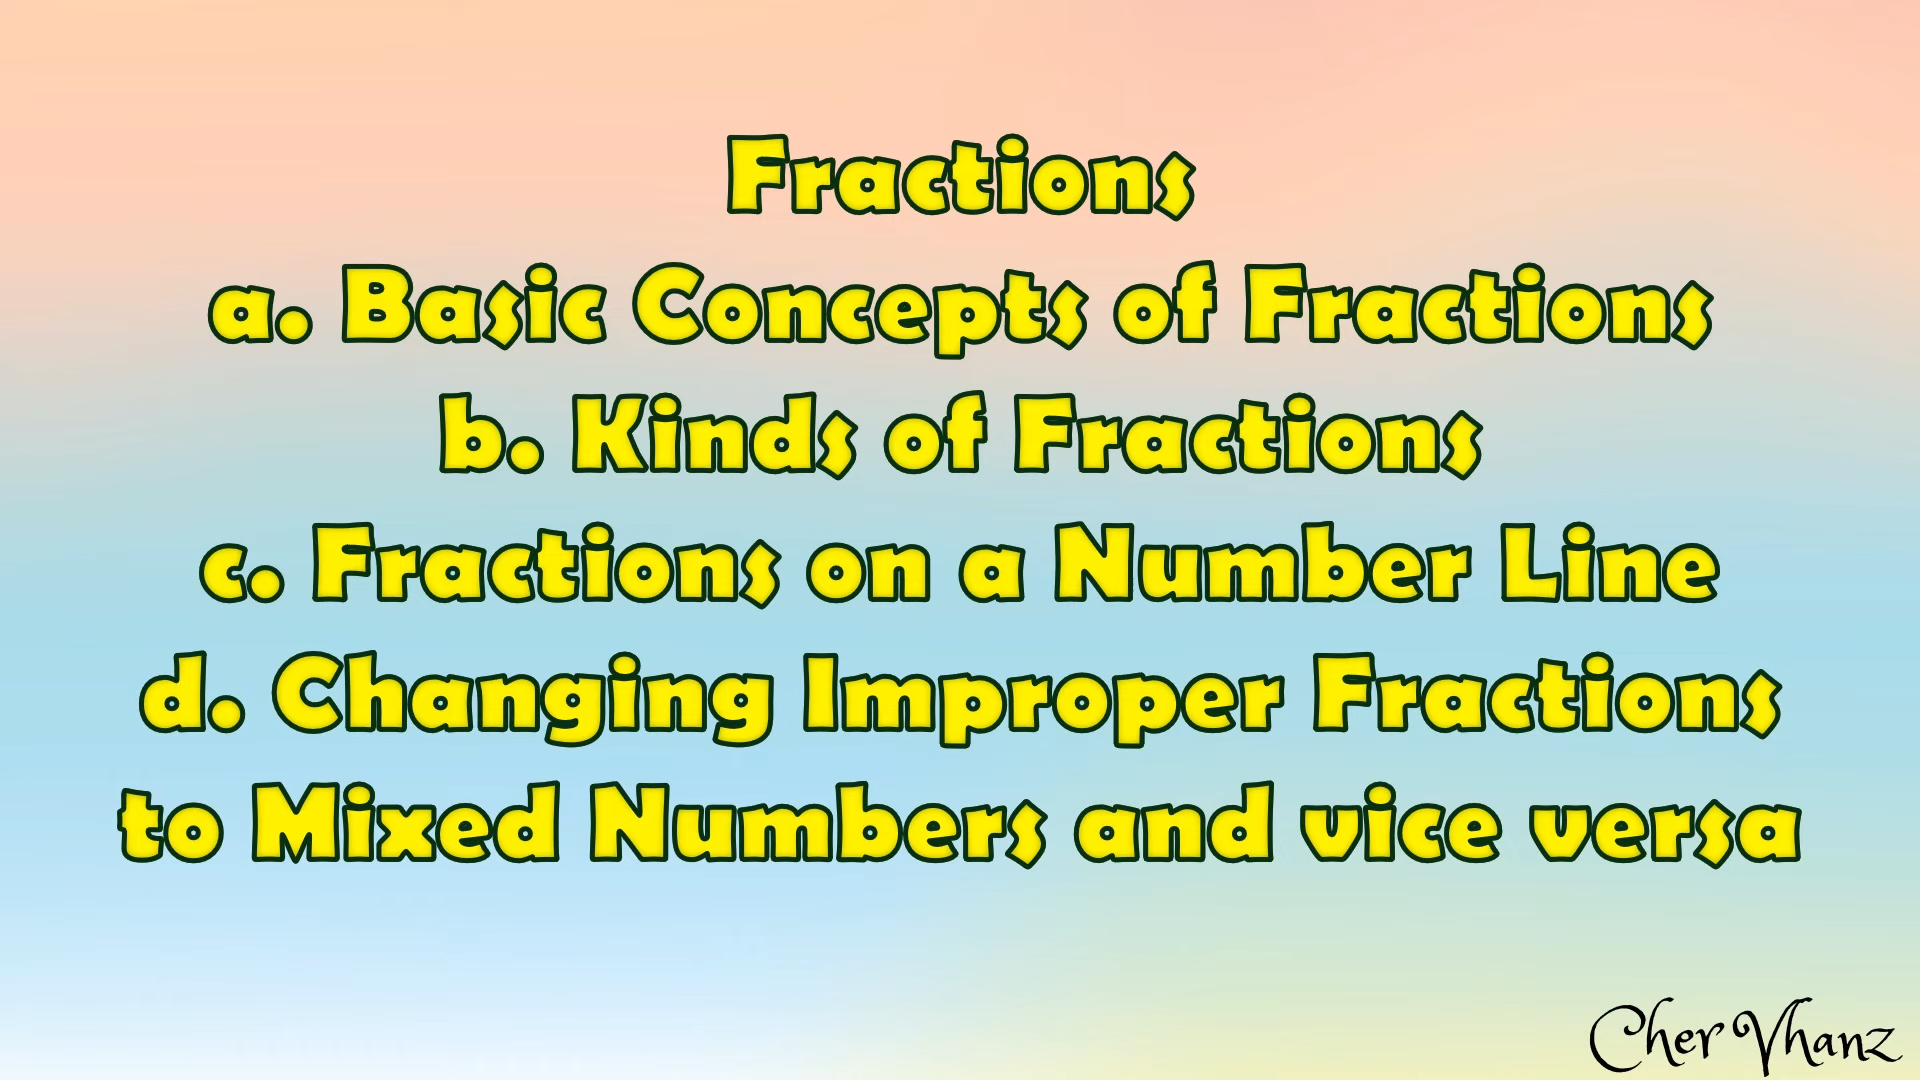 Fractions
a. Basic Concepts of Fractions
b. Kinds of Fractions
c. Fractions on a Number Line
d. Changing Improper Fractions
to Mixed Numbers and vice versa
Cher Vhanz